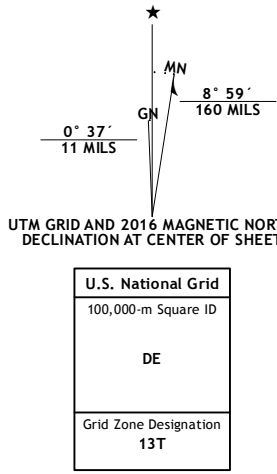 ★
MN
GN
8° 59´
160 MILS
0° 37´
11 MILS
UTM GRID AND 2016 MAGNETIC NORT
DECLINATION AT CENTER OF SHEET
U.S. National Grid
100,000-m Square ID
DE
Grid Zone Designation
13T